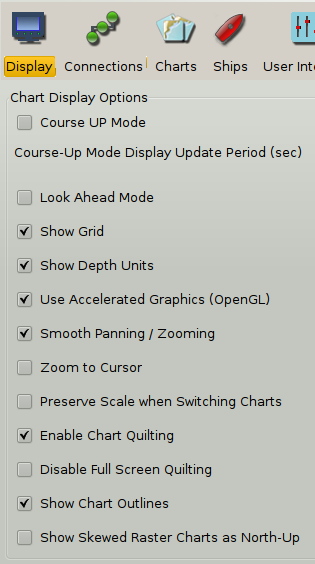 Display Connections Charts Ships User Inte
Chart Display Options
Course UP Mode
Course-Up Mode Display Update Period (sec)
Look Ahead Mode
Show Grid
Show Depth Units
Use Accelerated Graphics (OpenGL)
Smooth Panning / Zooming
Zoom to Cursor
Preserve Scale when Switching Charts
Enable Chart Quilting
Disable Full Screen Quilting
Show Chart Outlines
Show Skewed Raster Charts as North-Up